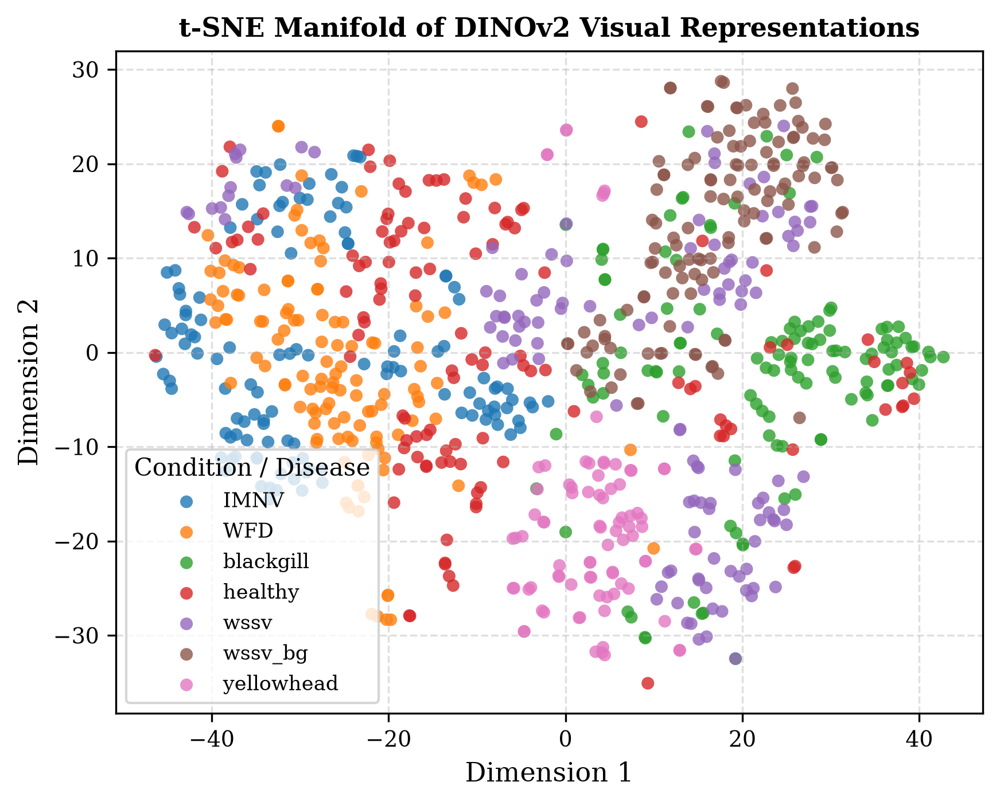 t-SNE Manifold of DINOv2 Visual Representations
30
20
10
0
−10
−20
−30
Dimension 2
Condition / Disease
IMNV
WFD
blackgill
healthy
wssv
wssv_bg
yellowhead
−40
−20
0
20
40
Dimension 1